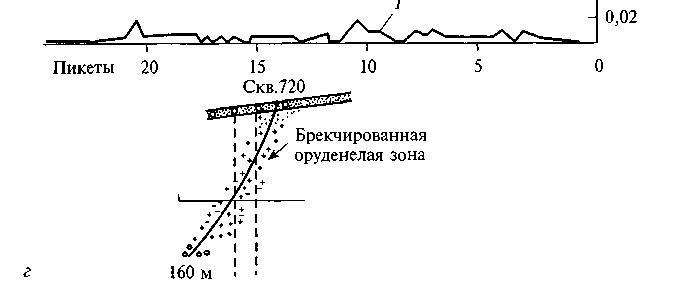 1
0,02
Пикеты 20 15 10 5 0
Скв.720
Брекчированная
оруденелая зона
г
160 м